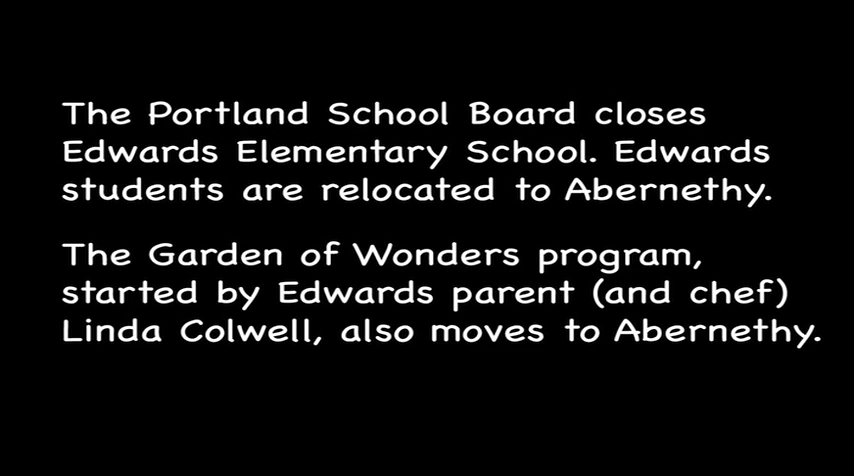 The Portland School Board closes
Edwards Elementary School. Edwards
students are relocated to Abernethy.
The Garden of Wonders program,
started by Edwards parent (and chef)
Linda Colwell, also moves to Abernethy.